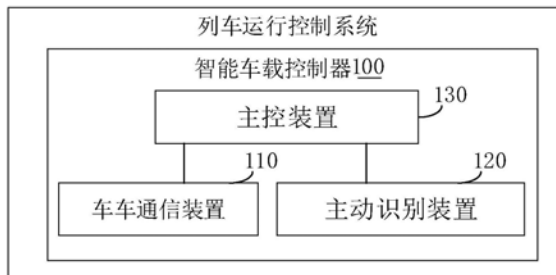 列车运行控制系统
智能车载控制器100
130
主控装置
110
120
车车通信装置
主动识别装置